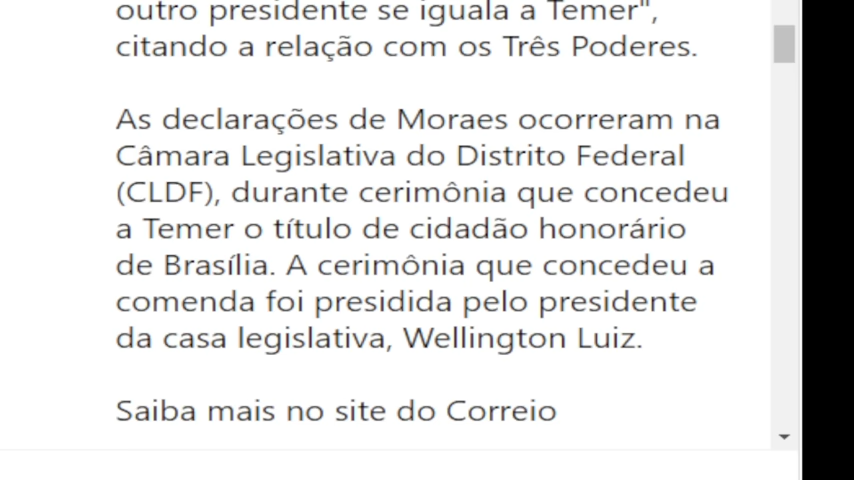 outro presidente se iguala a Temer",
citando a relação com os Três Poderes.
As declarações de Moraes ocorreram na
Câmara Legislativa do Distrito Federal
(CLDF), durante cerimônia que concedeu
a Temer o título de cidadão honorário
de Brasília. A cerimônia que concedeu a
comenda foi presidida pelo presidente
da casa legislativa, Wellington Luiz.
Saiba mais no site do Correio